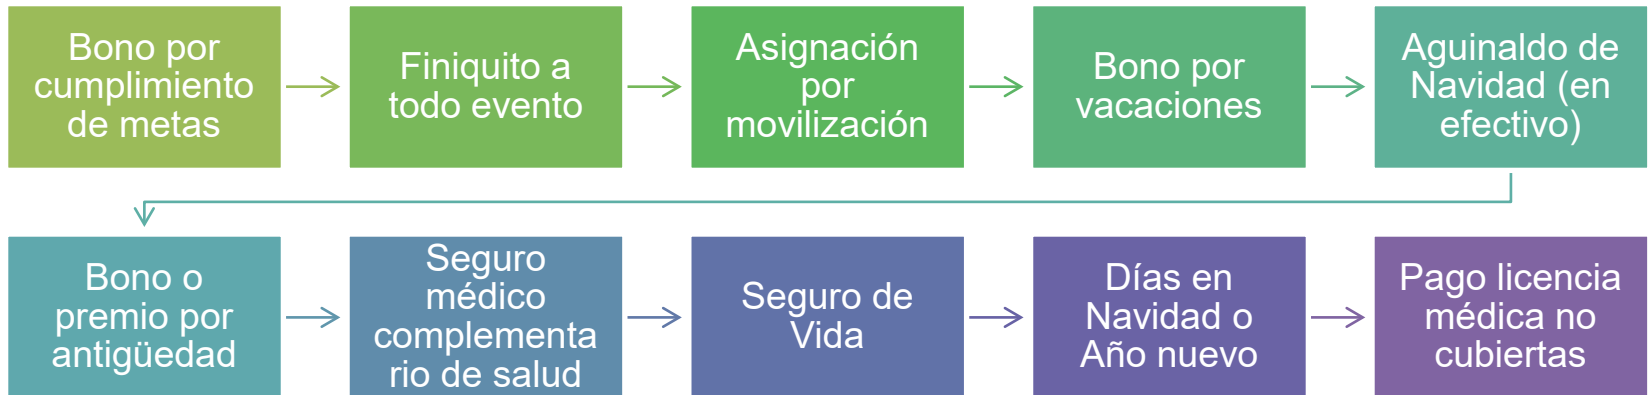 Bono por
cumplimiento
de metas
Finiquito a
todo evento
Asignación
por
movilización
Bono por
vacaciones
Aguinaldo de
Navidad (en
efectivo)
Bono o
premio por
antigüedad
Seguro
médico
complementa
rio de salud
Seguro de
Vida
Días en
Navidad o
Año nuevo
Pago licencia
médica no
cubiertas